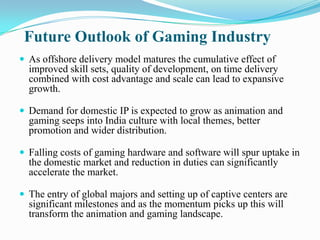 Future Outlook of Gaming Industry
As offshore delivery model matures the cumulative effect of
improved skill sets, quality of development, on time delivery
combined with cost advantage and scale can lead to expansive
growth.
Demand for domestic IP is expected to grow as animation and
gaming seeps into India culture with local themes, better
promotion and wider distribution.
Falling costs of gaming hardware and software will spur uptake in
the domestic market and reduction in duties can significantly
accelerate the market.
The entry of global majors and setting up of captive centers are
significant milestones and as the momentum picks up this will
transform the animation and gaming landscape.